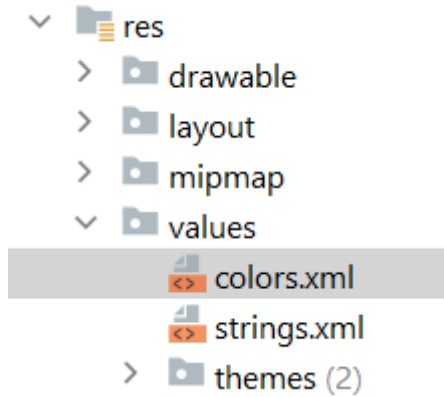 res
drawable
layout
mipmap
values
colors.xml
strings.xml
themes (2)